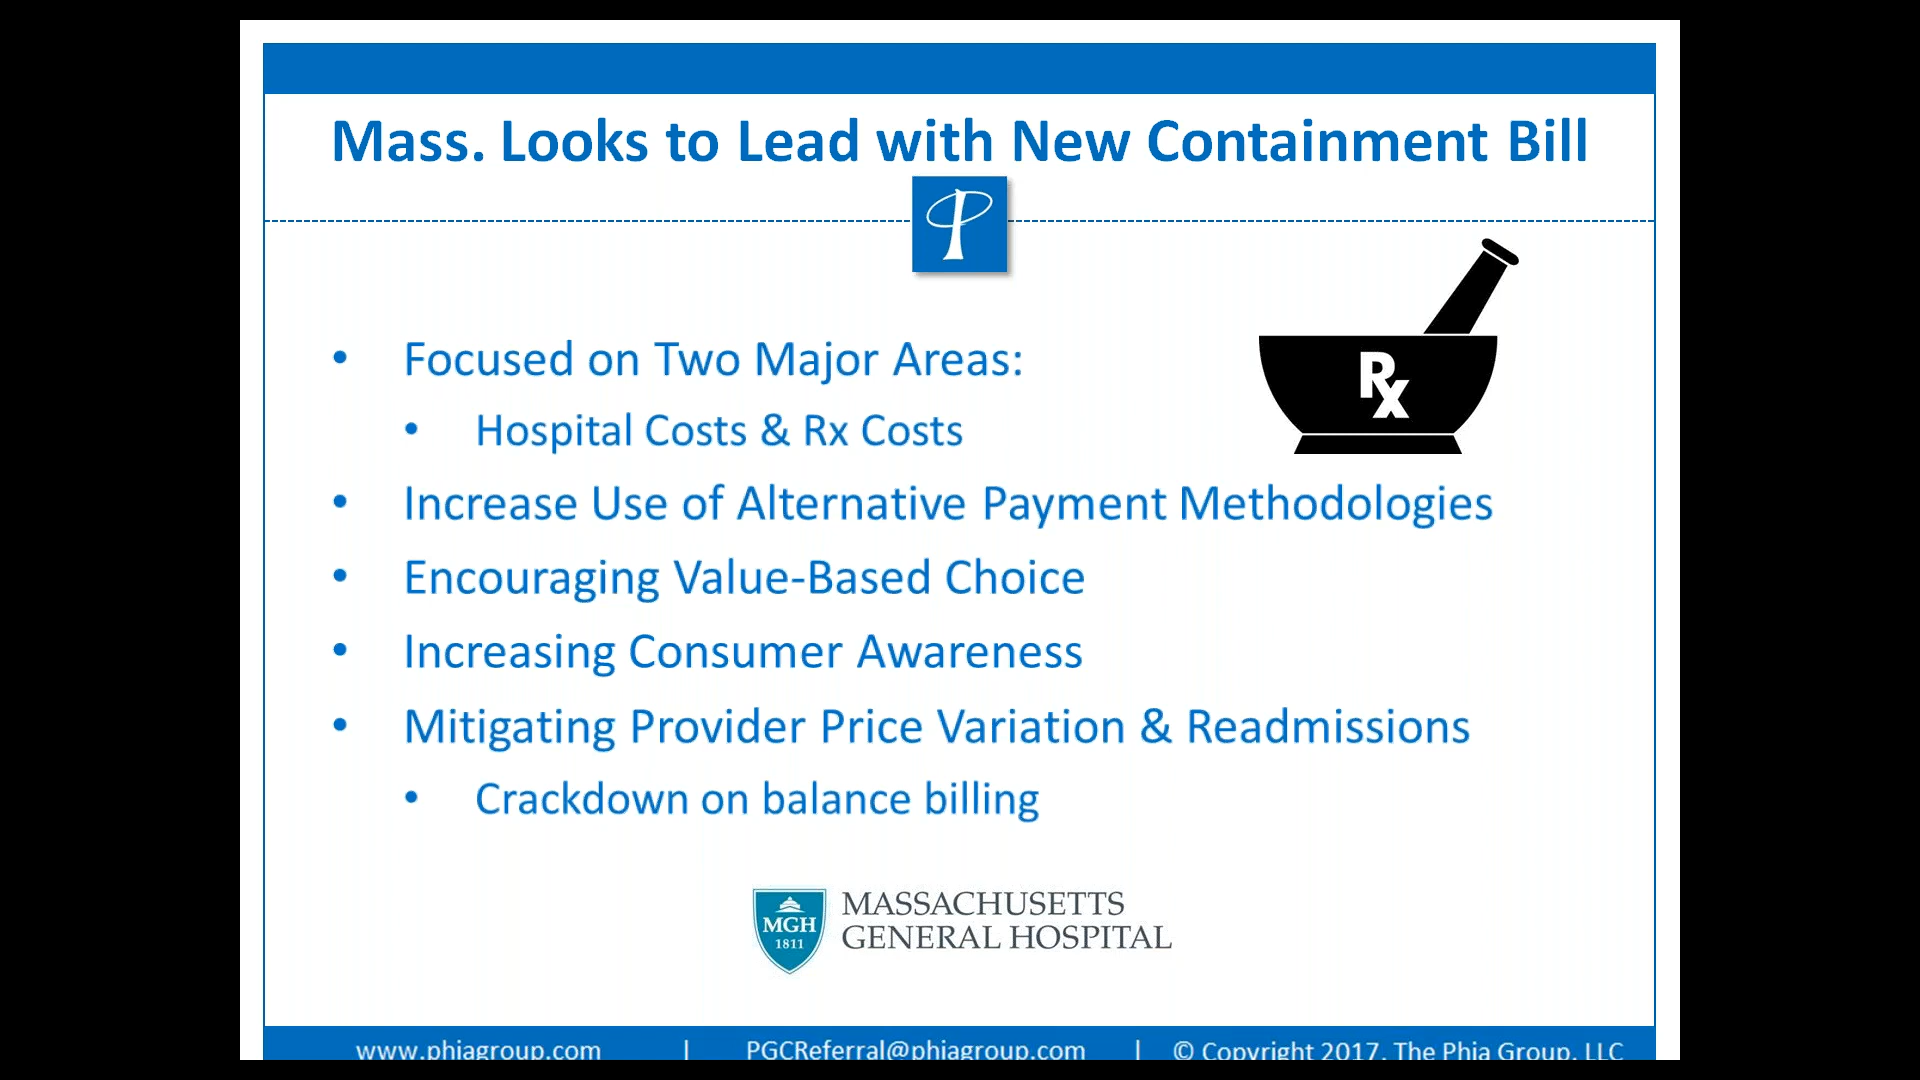 Mass. Looks to Lead with New Containment Bill
Rx
• Focused on Two Major Areas:
• Hospital Costs & Rx Costs
• Increase Use of Alternative Payment Methodologies
• Encouraging Value-Based Choice
• Increasing Consumer Awareness
• Mitigating Provider Price Variation & Readmissions
• Crackdown on balance billing
MGH
1811
MASSACHUSETTS
GENERAL HOSPITAL
www.phiagroup.com | PGCReferral@phiagroup.com | © Copyright 2017. The Phia Group, LLC